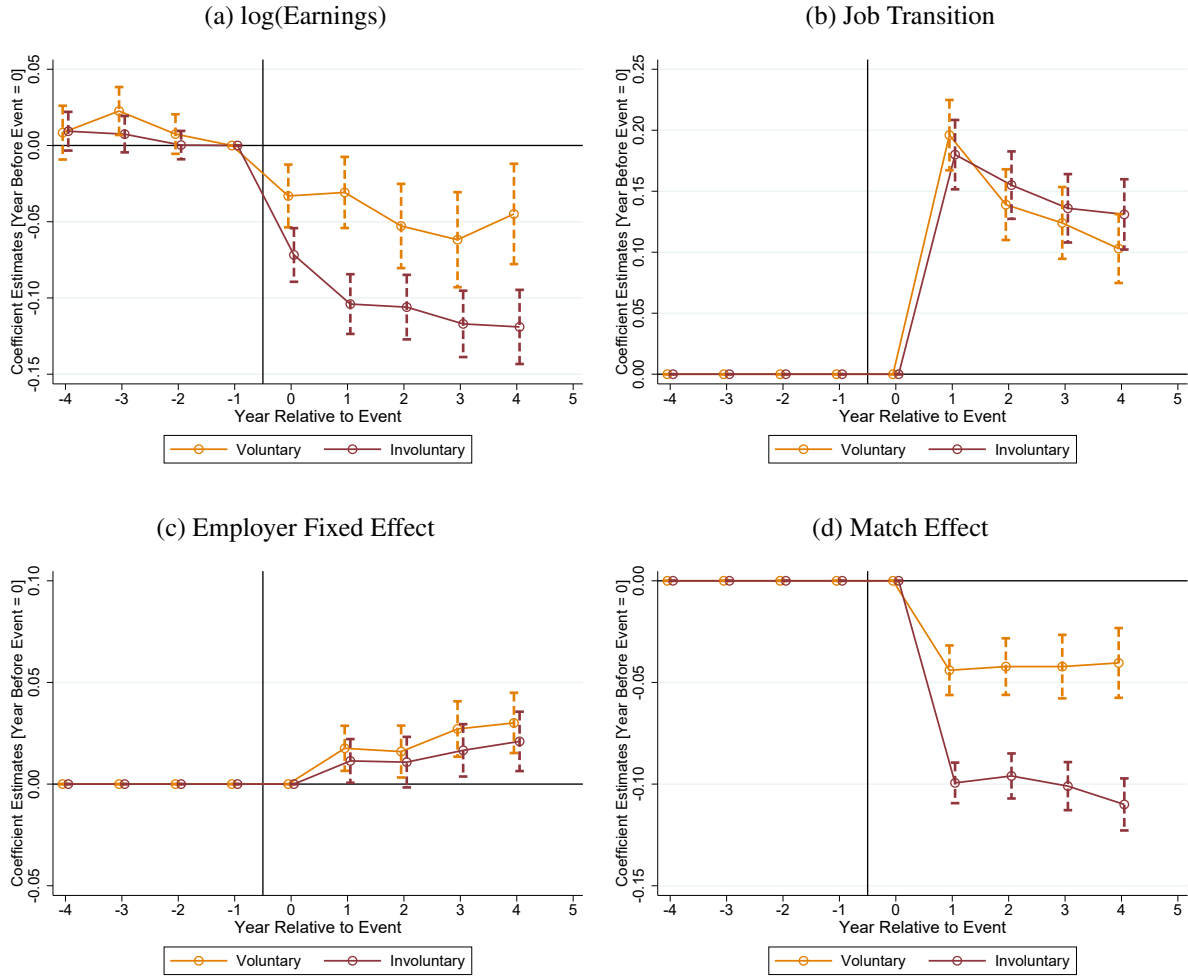 (a) log(Earnings)
Coefficient Estimates [Year Before Event = 0]
0.05
0.00
-0.05
-0.10
-0.15
-4 -3 -2 -1 0 1 2 3 4 5
Year Relative to Event
Voluntary Involuntary
(b) Job Transition
Coefficient Estimates [Year Before Event = 0]
0.25
0.20
0.15
0.10
0.05
0.00
-4 -3 -2 -1 0 1 2 3 4 5
Year Relative to Event
Voluntary Involuntary
(c) Employer Fixed Effect
Coefficient Estimates [Year Before Event = 0]
0.10
0.05
0.00
-0.05
-4 -3 -2 -1 0 1 2 3 4 5
Year Relative to Event
Voluntary Involuntary
(d) Match Effect
Coefficient Estimates [Year Before Event = 0]
0.00
-0.05
-0.10
-0.15
-4 -3 -2 -1 0 1 2 3 4 5
Year Relative to Event
Voluntary Involuntary